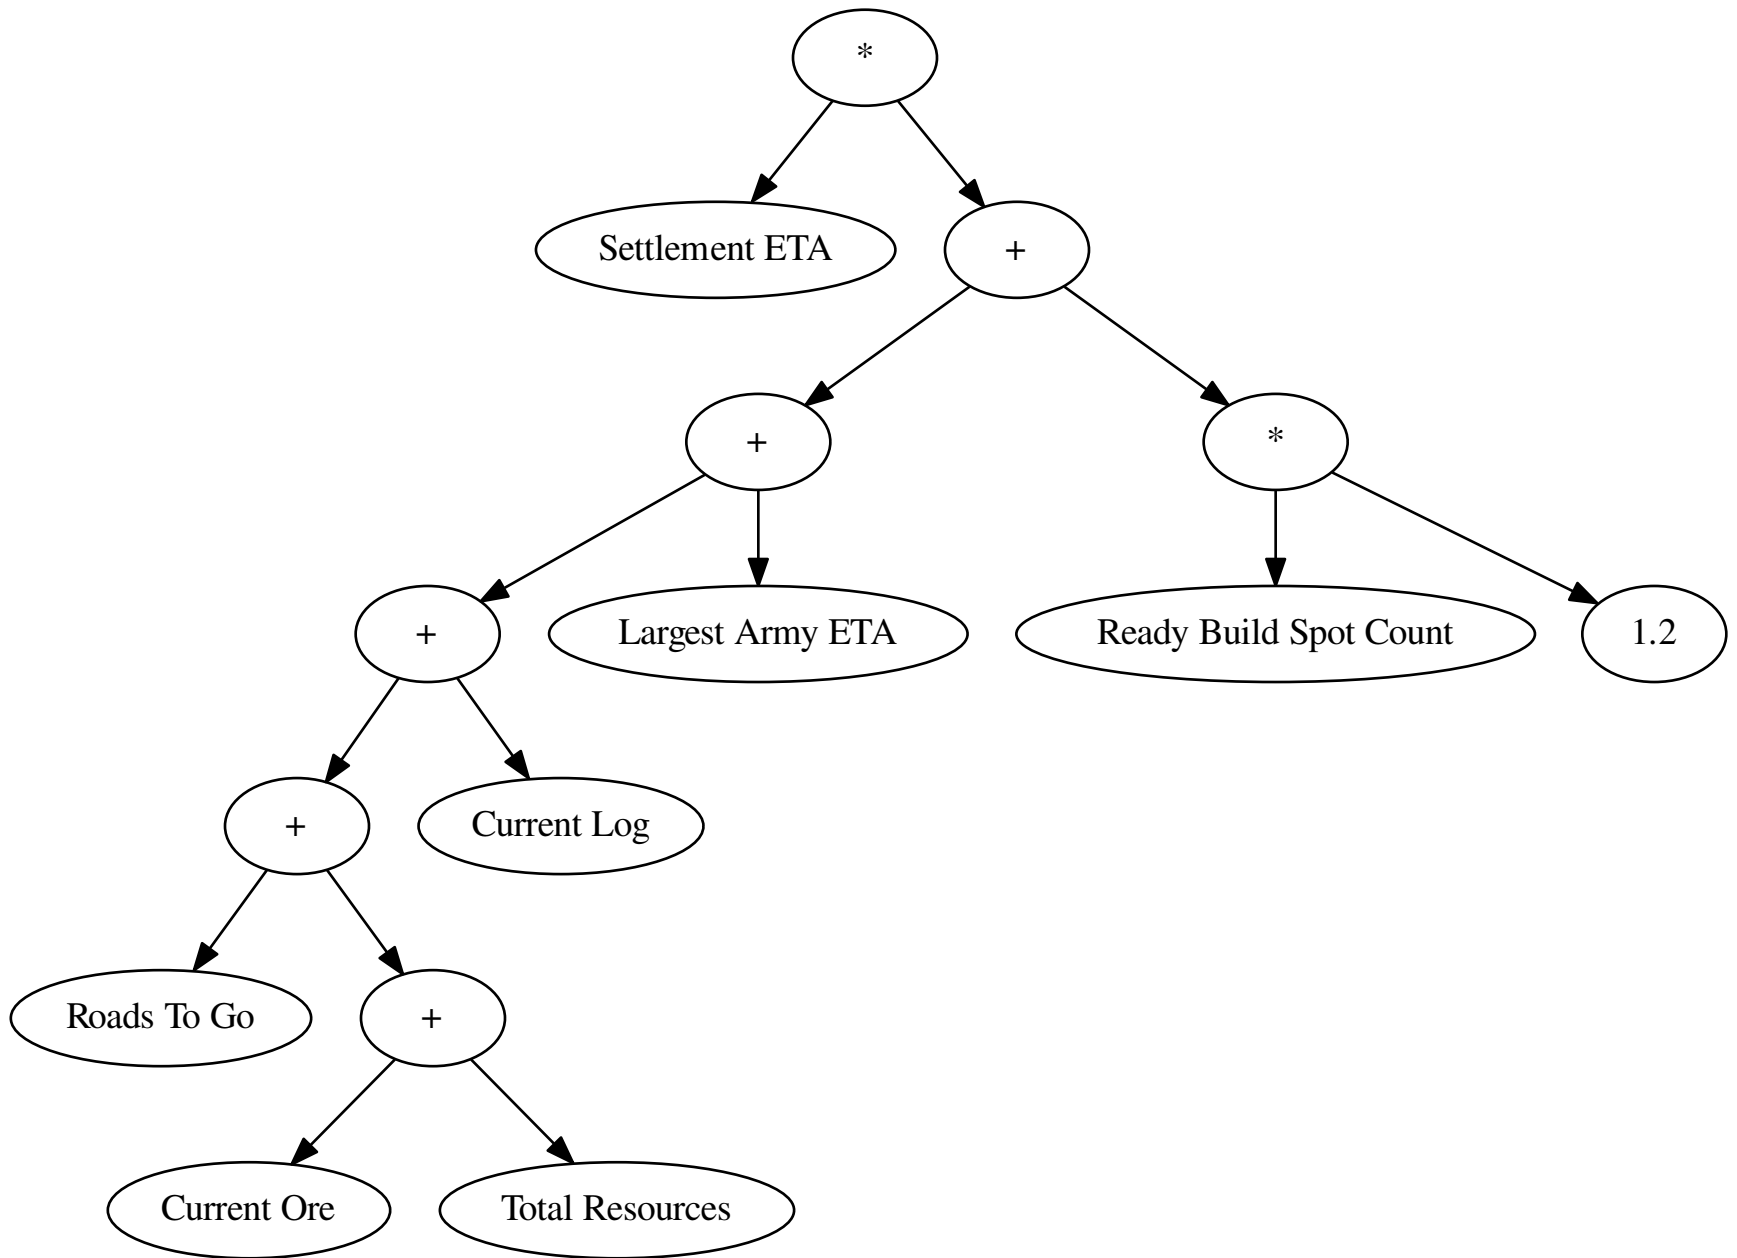 *
Settlement ETA
+
+
*
+
Largest Army ETA
Ready Build Spot Count
1.2
+
Current Log
Roads To Go
+
Current Ore
Total Resources